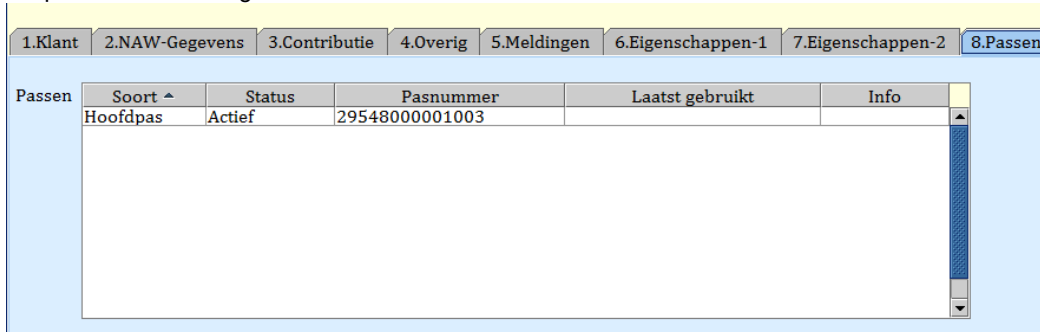 1.Klant 2.NAW-Gegevens 3.Contributie 4.Overig 5.Meldingen 6.Eigenschappen-1 7.Eigenschappen-2 8.Passen
Passen Soort Status Pasnummer Laatst gebruikt Info
Hoofdpas Actief 29548000001003